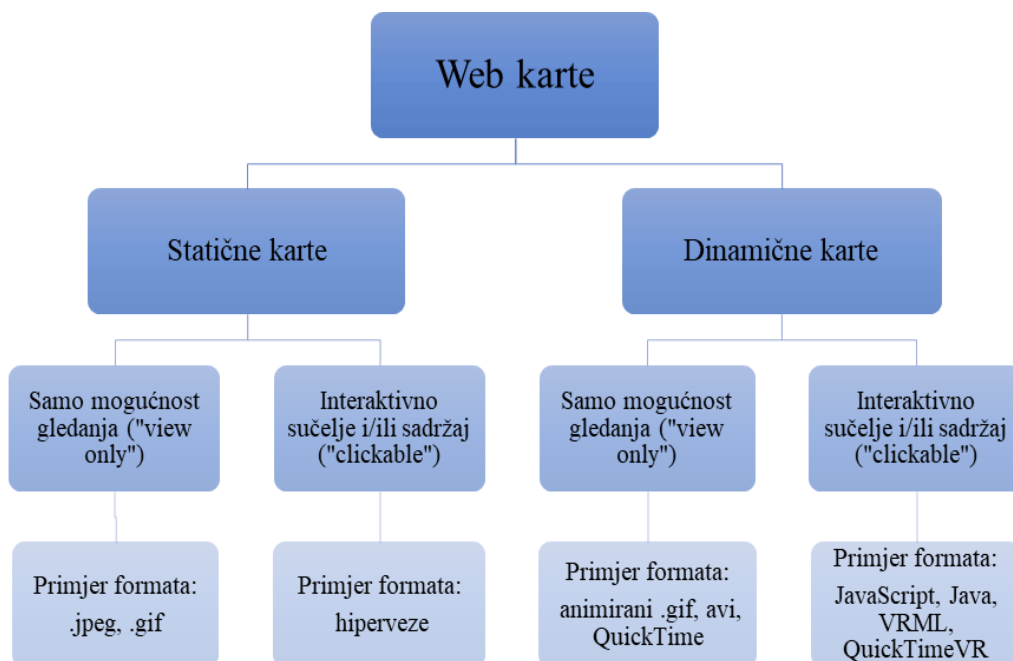 Web karte
Statične karte
Dinamične karte
Samo mogućnost
gledanja ("view
only")
Interaktivno
sučelje i/ili sadržaj
("clickable")
Samo mogućnost
gledanja ("view
only")
Interaktivno
sučelje i/ili sadržaj
("clickable")
Primjer formata:
.jpeg, .gif
Primjer formata:
hiperveze
Primjer formata:
animirani .gif, avi,
QuickTime
Primjer formata:
JavaScript, Java,
VRML,
QuickTimeVR